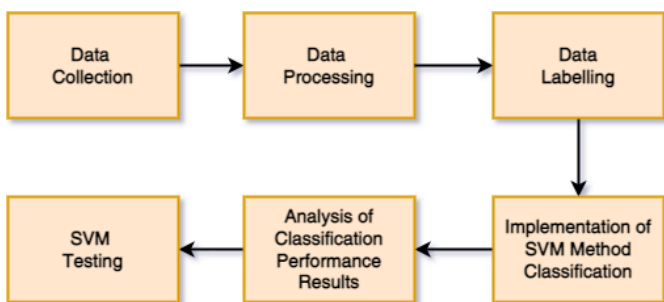 Data
Collection
Data
Processing
Data
Labelling
Implementation of
SVM Method
Classification
Analysis of
Classification
Performance
Results
SVM
Testing